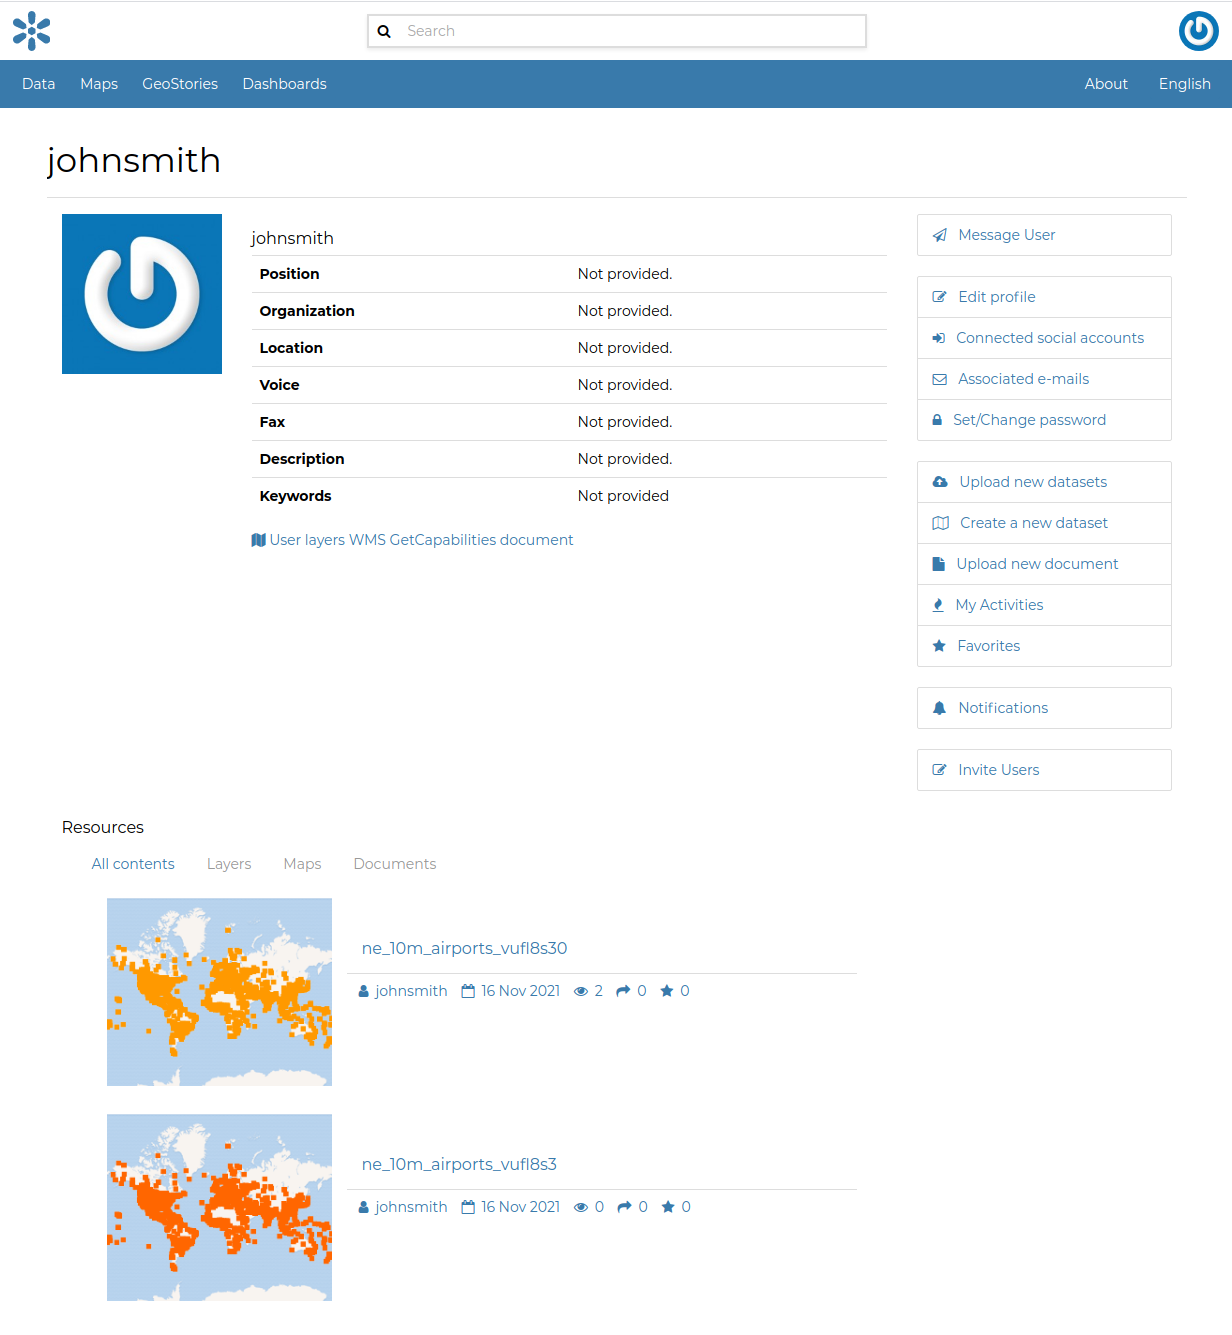 Search
Data Maps GeoStories Dashboards About English
johnsmith
johnsmith
Position Not provided.
Organization Not provided.
Location Not provided.
Voice Not provided.
Fax Not provided.
Description Not provided.
Keywords Not provided
User layers WMS GetCapabilities document
Message User
Edit profile
Connected social accounts
Associated e-mails
Set/Change password
Upload new datasets
Create a new dataset
Upload new document
My Activities
Favorites
Notifications
Invite Users
Resources
All contents Layers Maps Documents
ne_10m_airports_vufl8s30
johnsmith 16 Nov 2021 2 0 0
ne_10m_airports_vufl8s3
johnsmith 16 Nov 2021 0 0 0